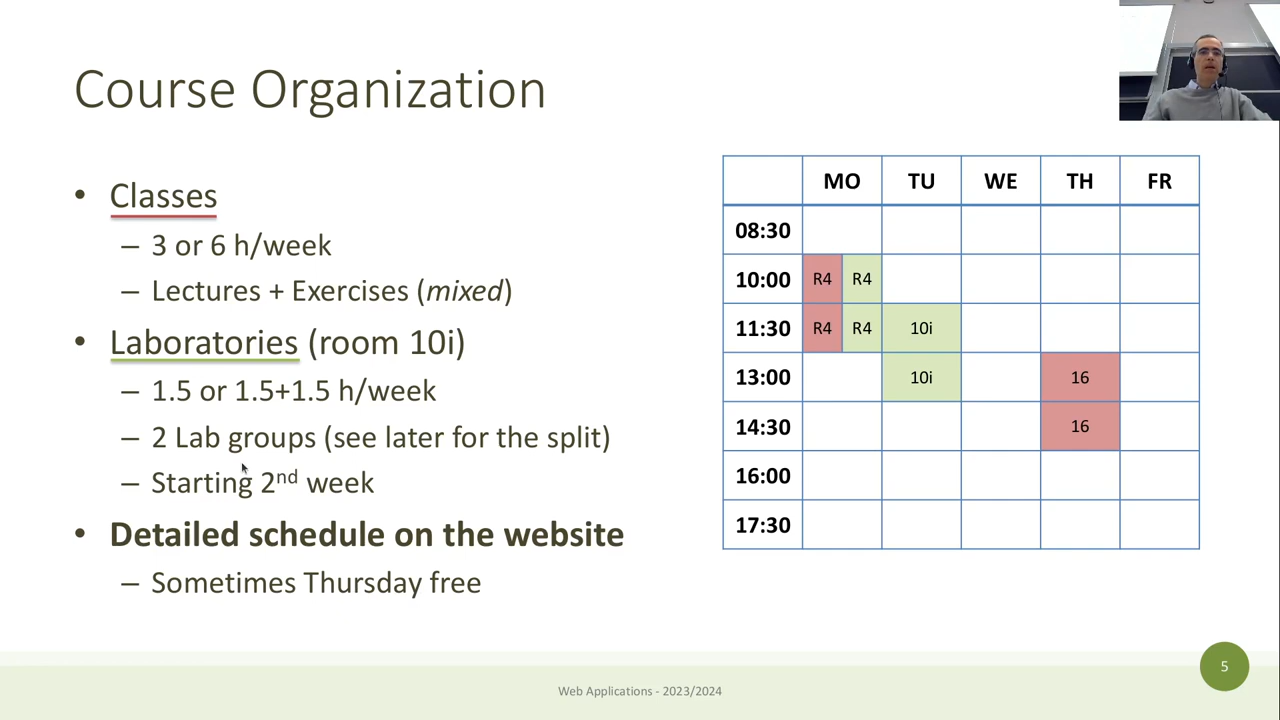 Course Organization
• Classes
– 3 or 6 h/week
– Lectures + Exercises (mixed)
• Laboratories (room 10i)
– 1.5 or 1.5+1.5 h/week
– 2 Lab groups (see later for the split)
– Starting 2nd week
• Detailed schedule on the website
– Sometimes Thursday free
MO TU WE TH FR
08:30
10:00 R4 R4
11:30 R4 R4 10i
13:00 10i 16
14:30 16
16:00
17:30
Web Applications - 2023/2024
5